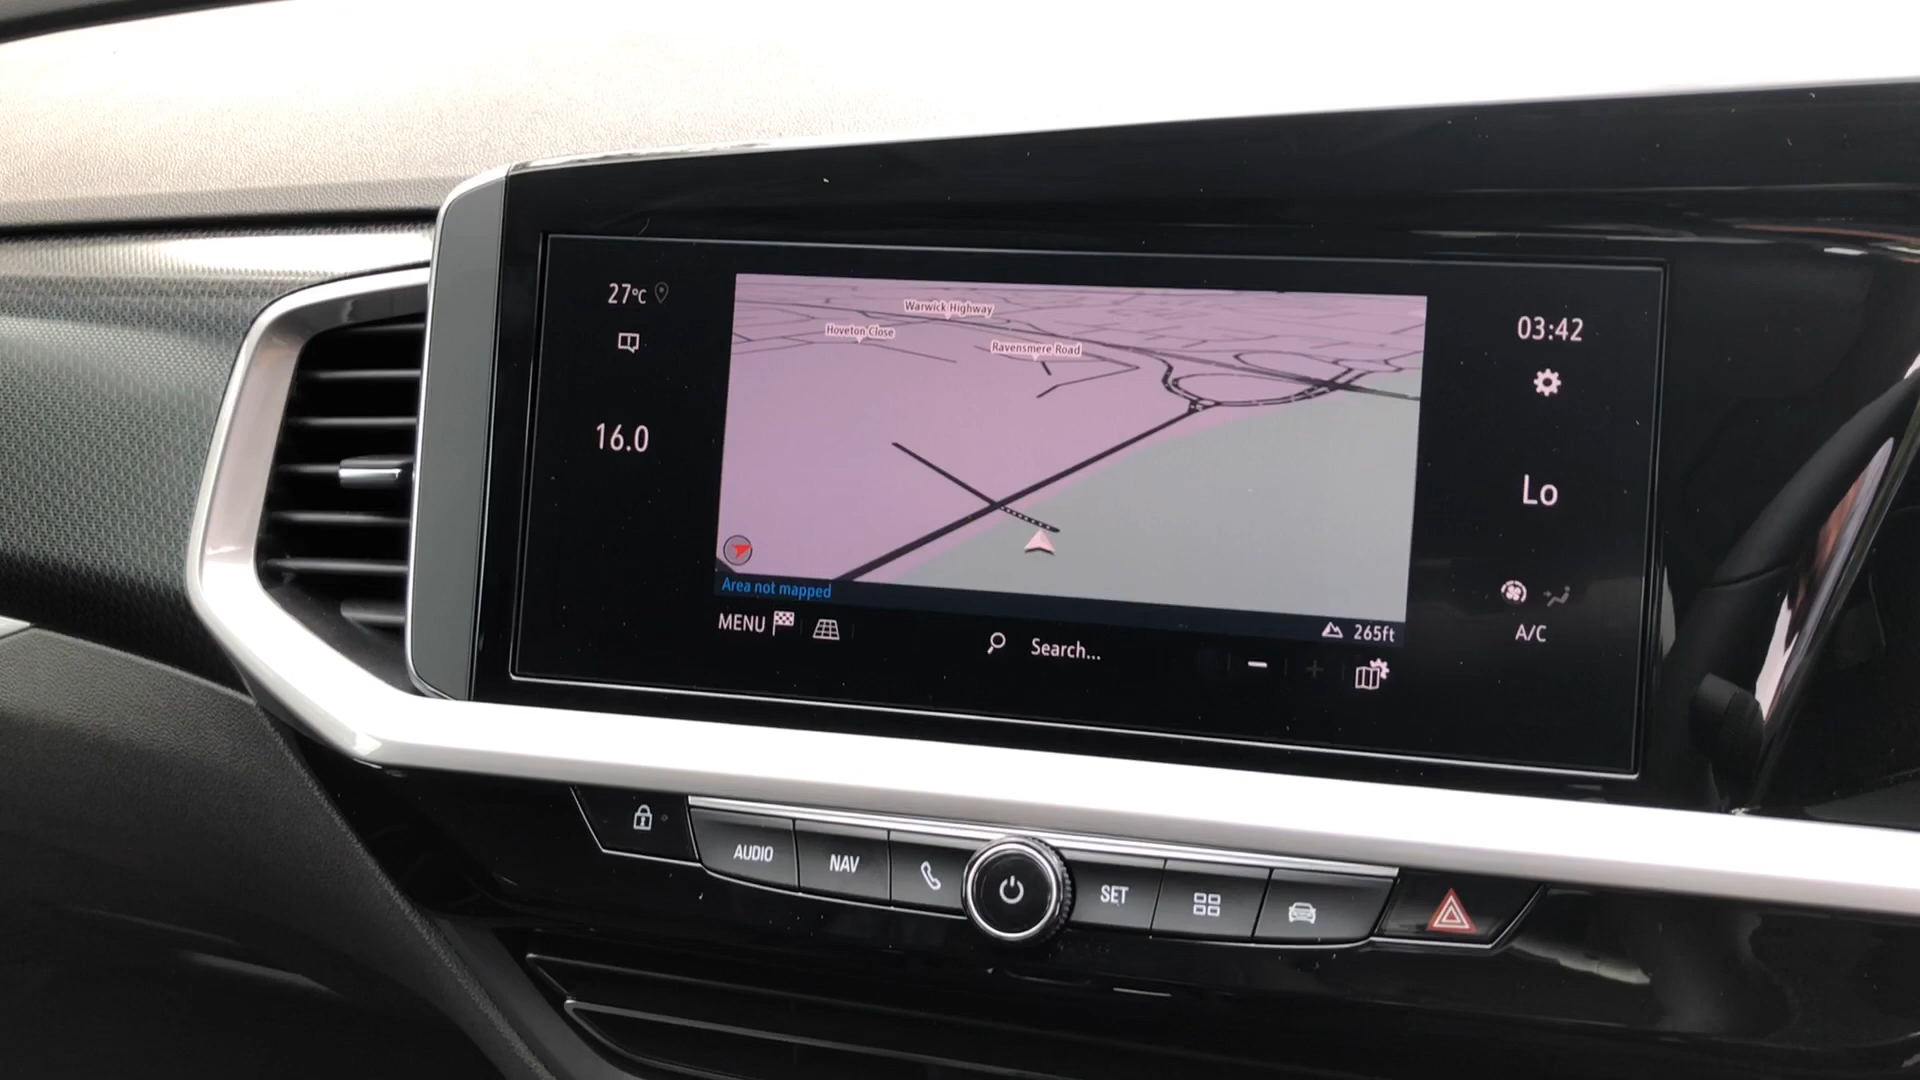 27°C
16.0
Warwick Highway
Hoveton Close
Ravensmere Road
Area not mapped
265ft
MENU
Search...
03:42
Lo
A/C
AUDIO
NAV
SET